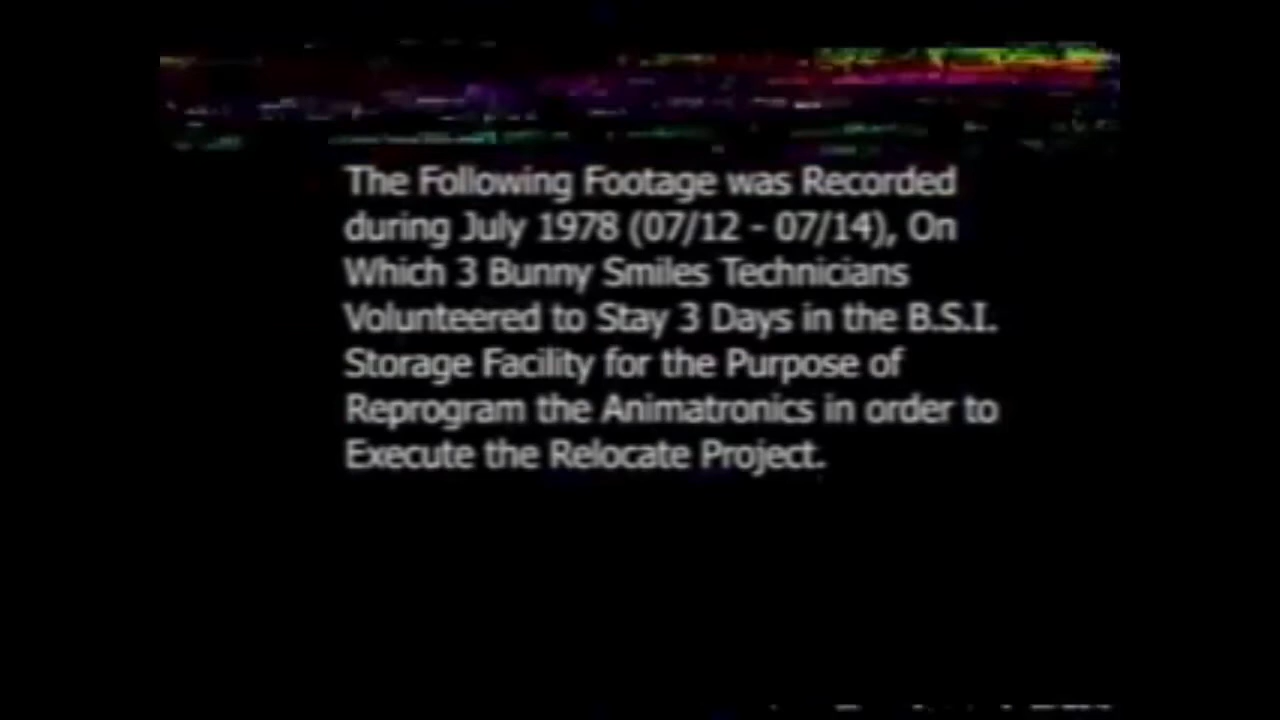 The Following Footage was Recorded
during July 1978 (07/12 - 07/14), On
Which 3 Bunny Smiles Technicians
Volunteered to Stay 3 Days in the B.S.I.
Storage Facility for the Purpose of
Reprogram the Animatronics in order to
Execute the Relocate Project.